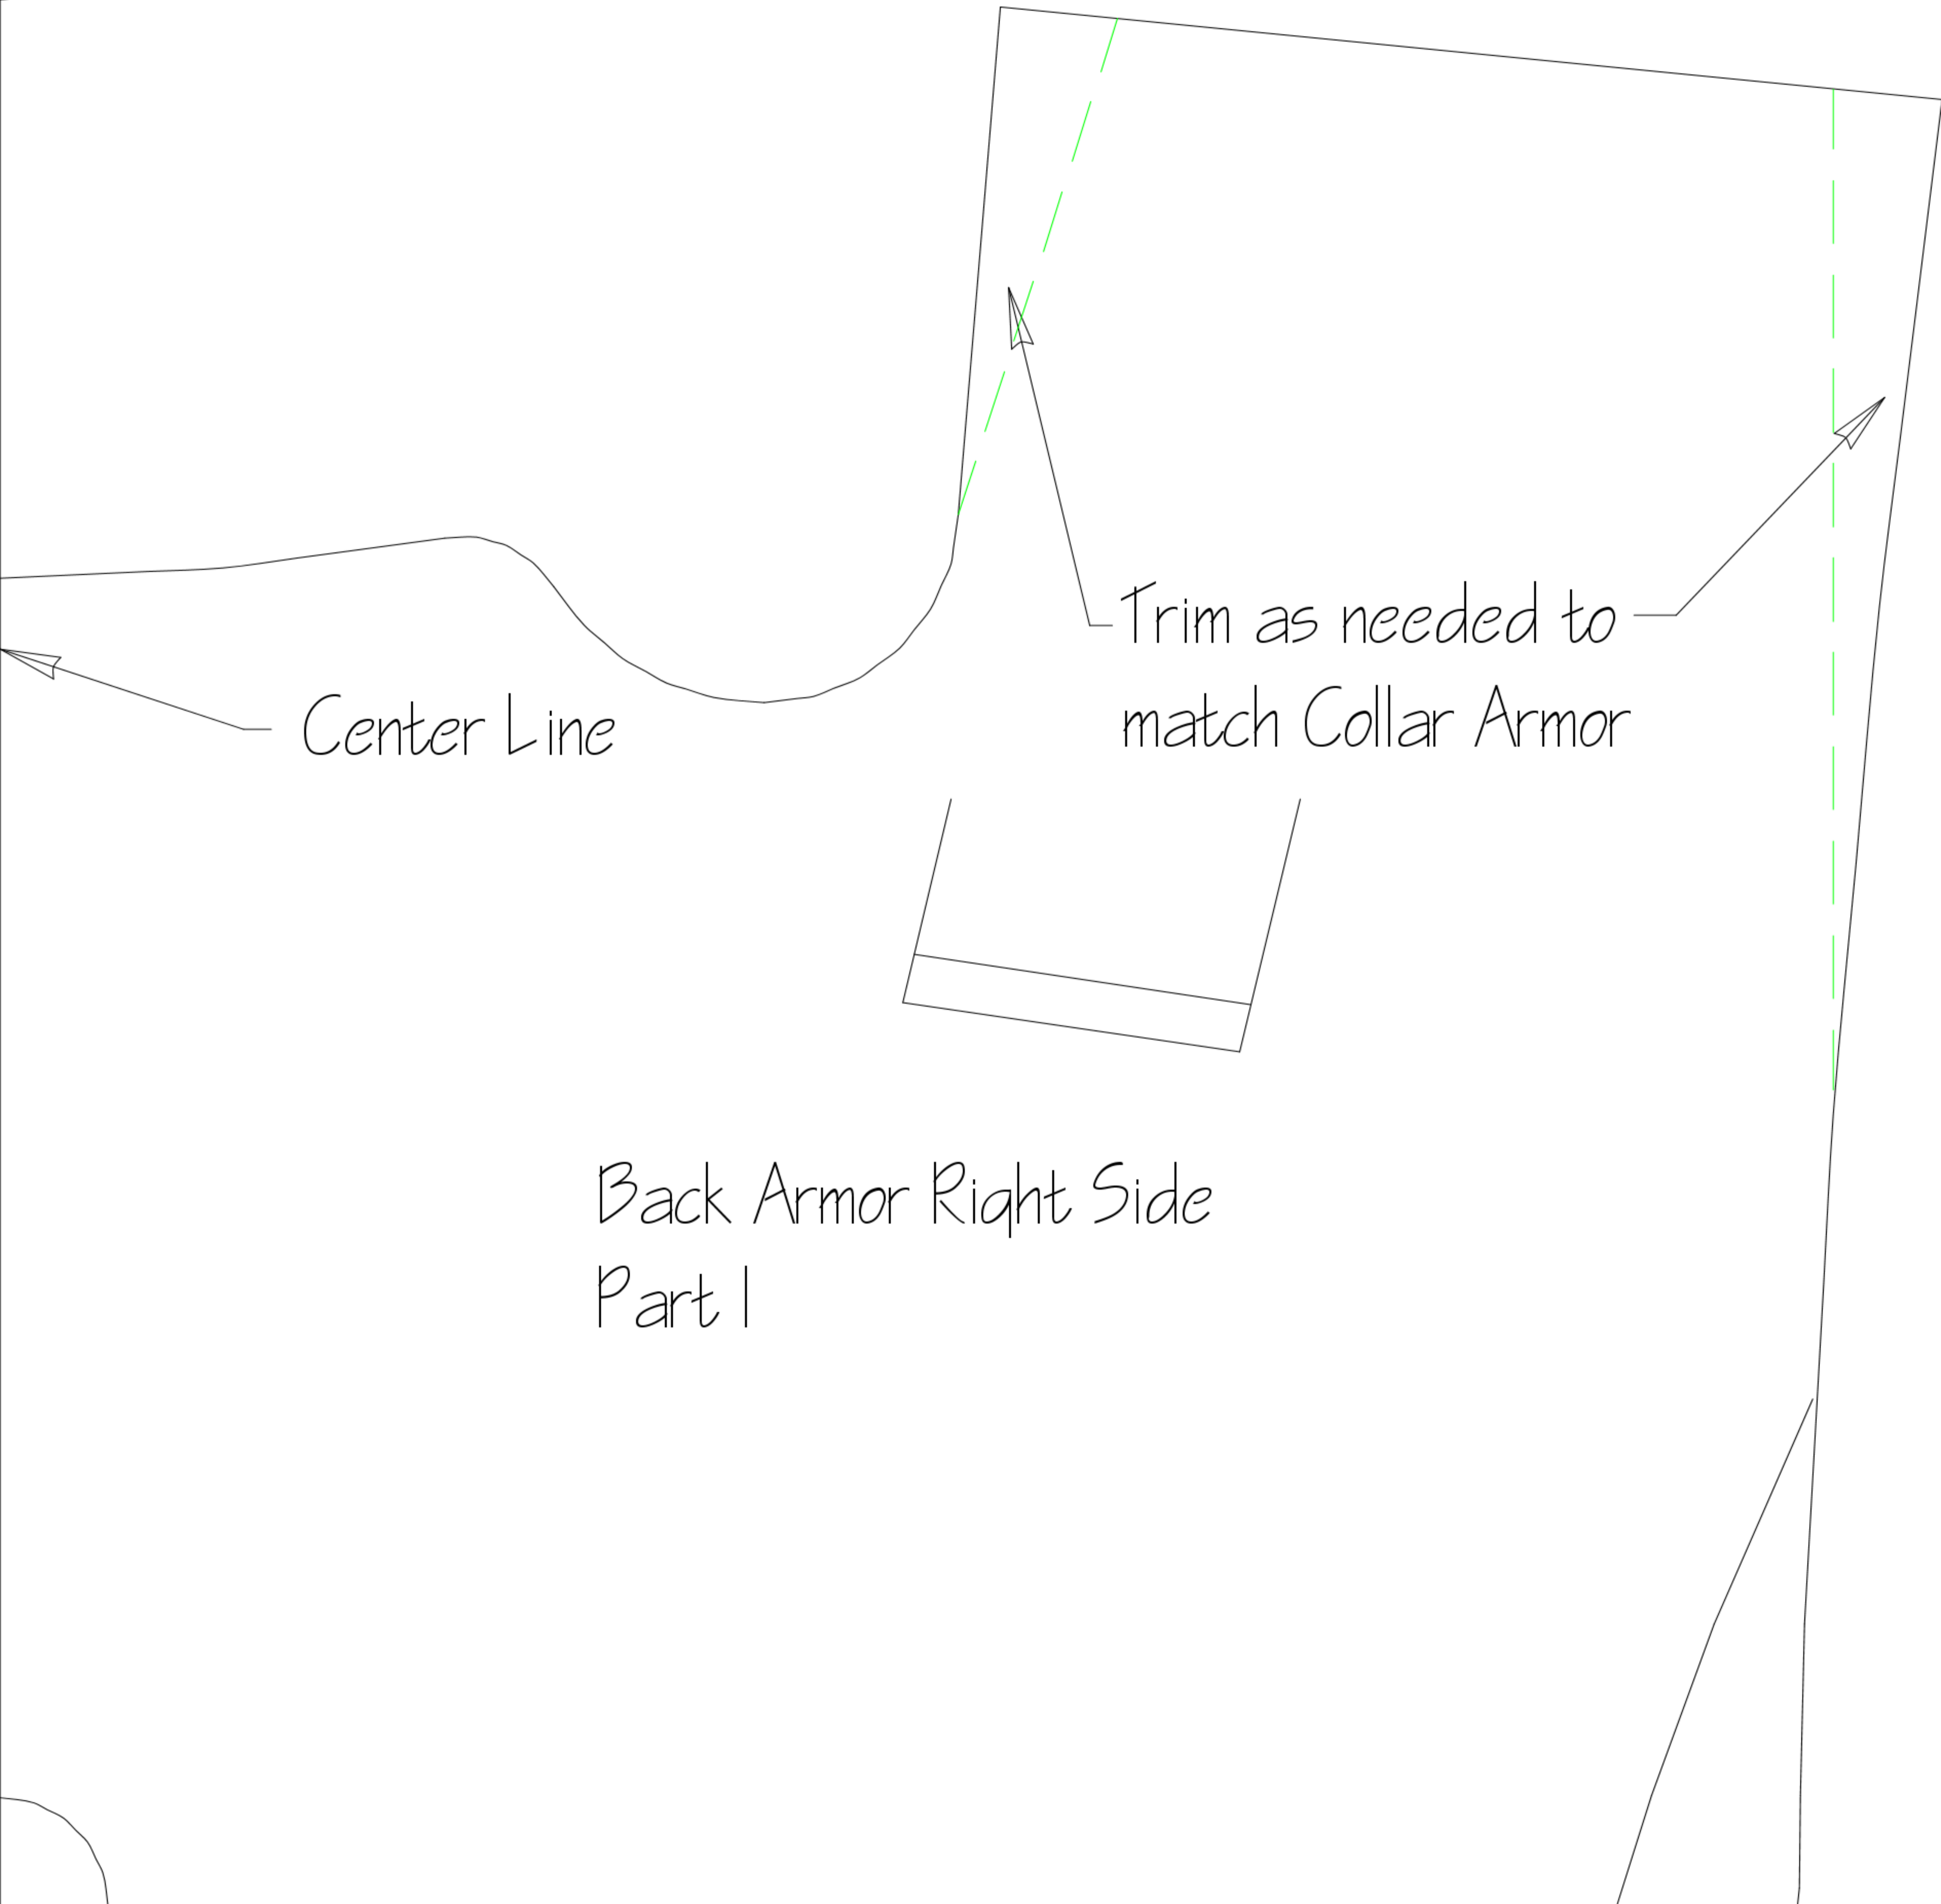 Trim as needed to
match Collar Armor
Center Line
Back Armor Right Side
Part 1